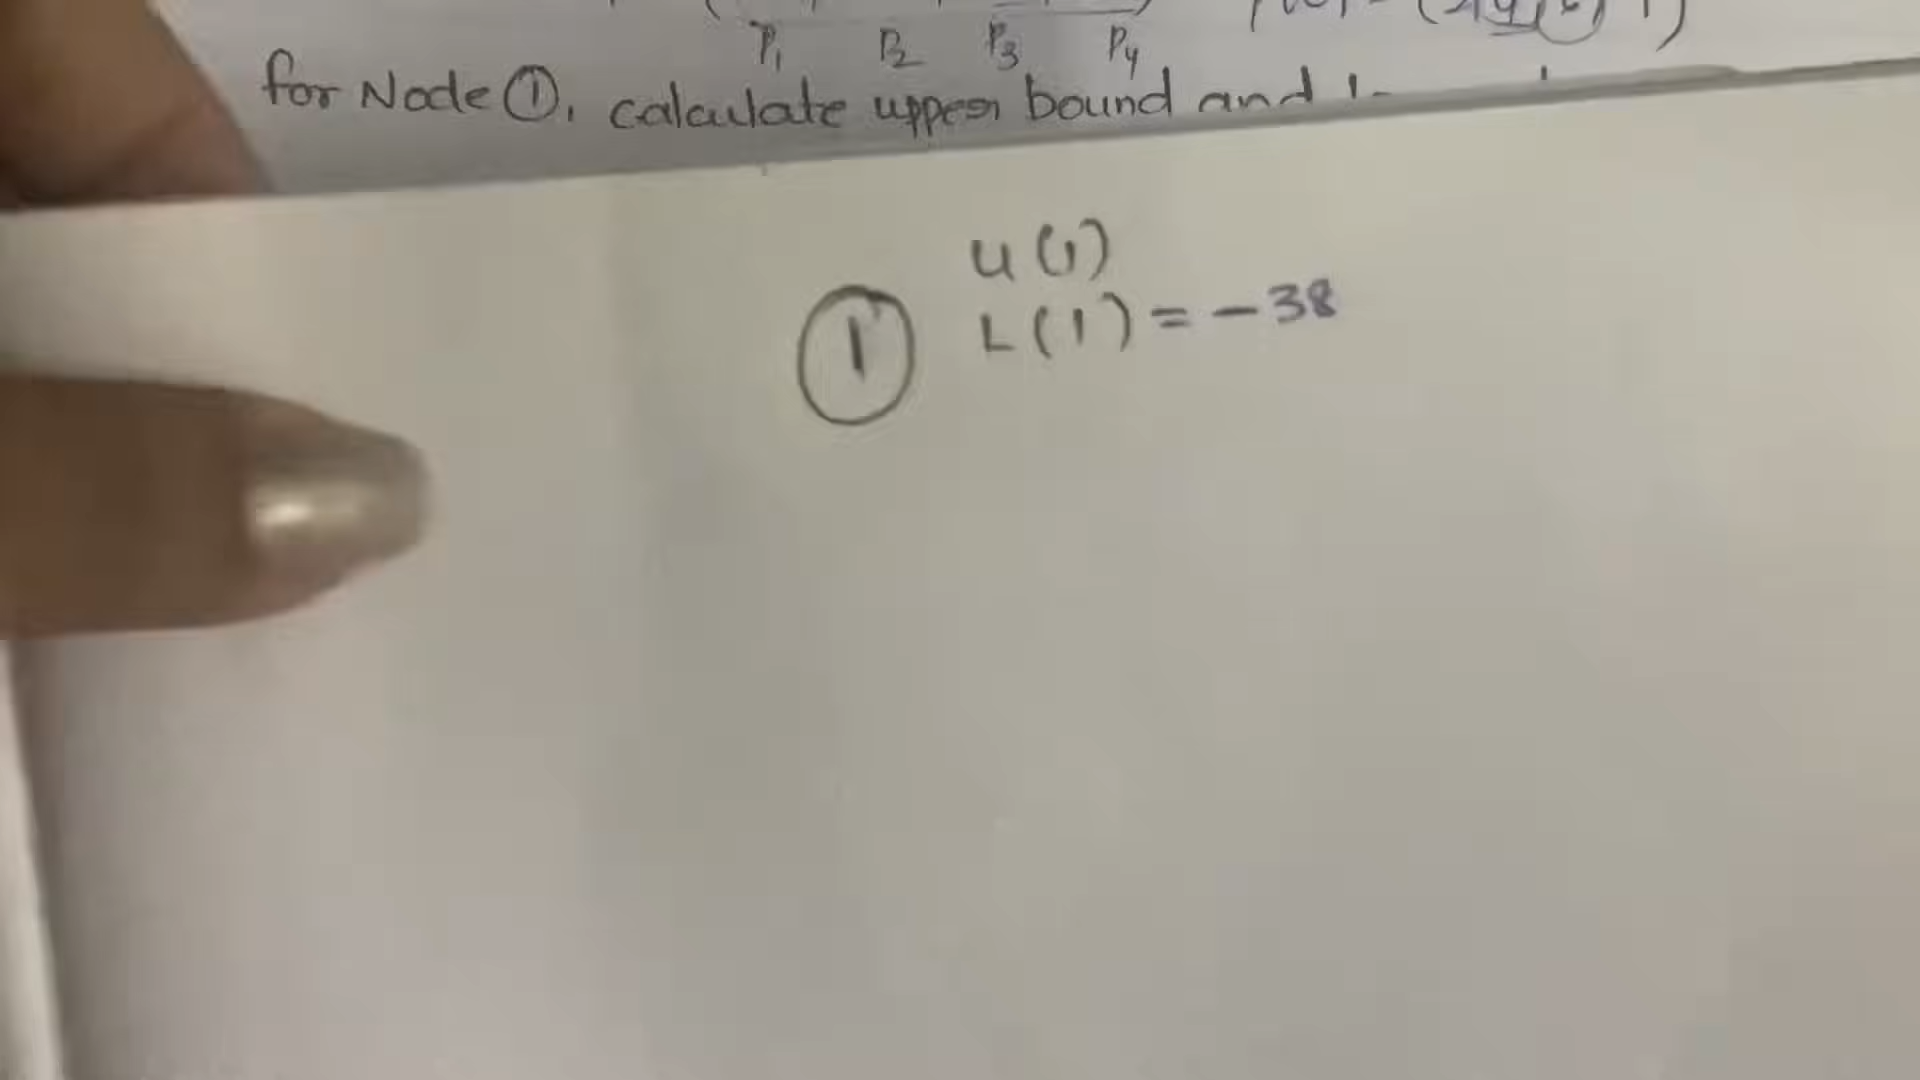 P1 P2 P3 P4
for Node ①, calculate upper bound and
U(1)
① L(1) = -38